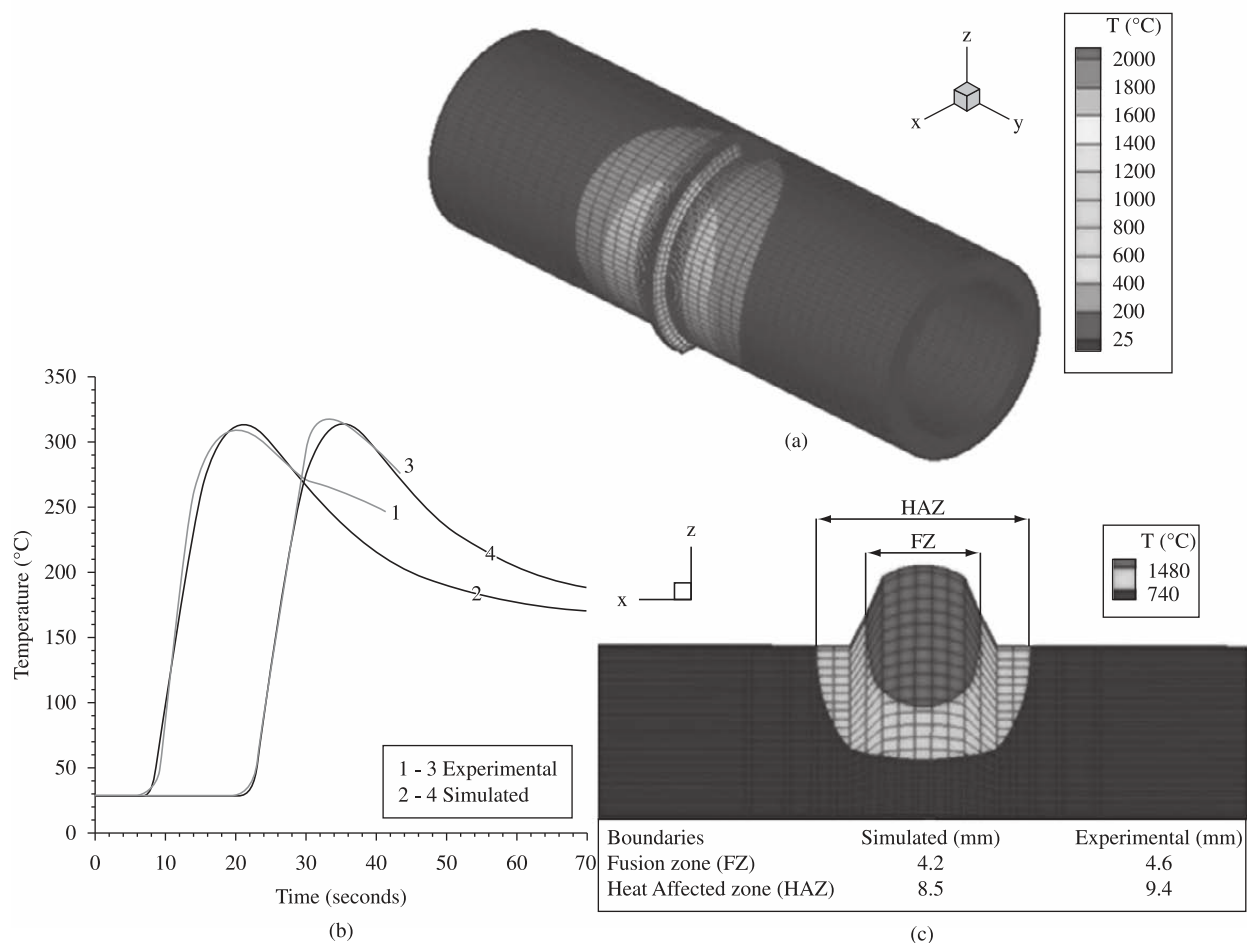 T (°C)
2000
1800
1600
1400
1200
1000
800
600
400
200
25
z
x
y
(a)
350
300
250
200
150
100
50
0
Temperature (°C)
0 10 20 30 40 50 60 70
Time (seconds)
1
2
3
4
1 - 3 Experimental
2 - 4 Simulated
(b)
HAZ
FZ
z
x
T (°C)
1480
740
Boundaries Simulated (mm) Experimental (mm)
Fusion zone (FZ) 4.2 4.6
Heat Affected zone (HAZ) 8.5 9.4
(c)